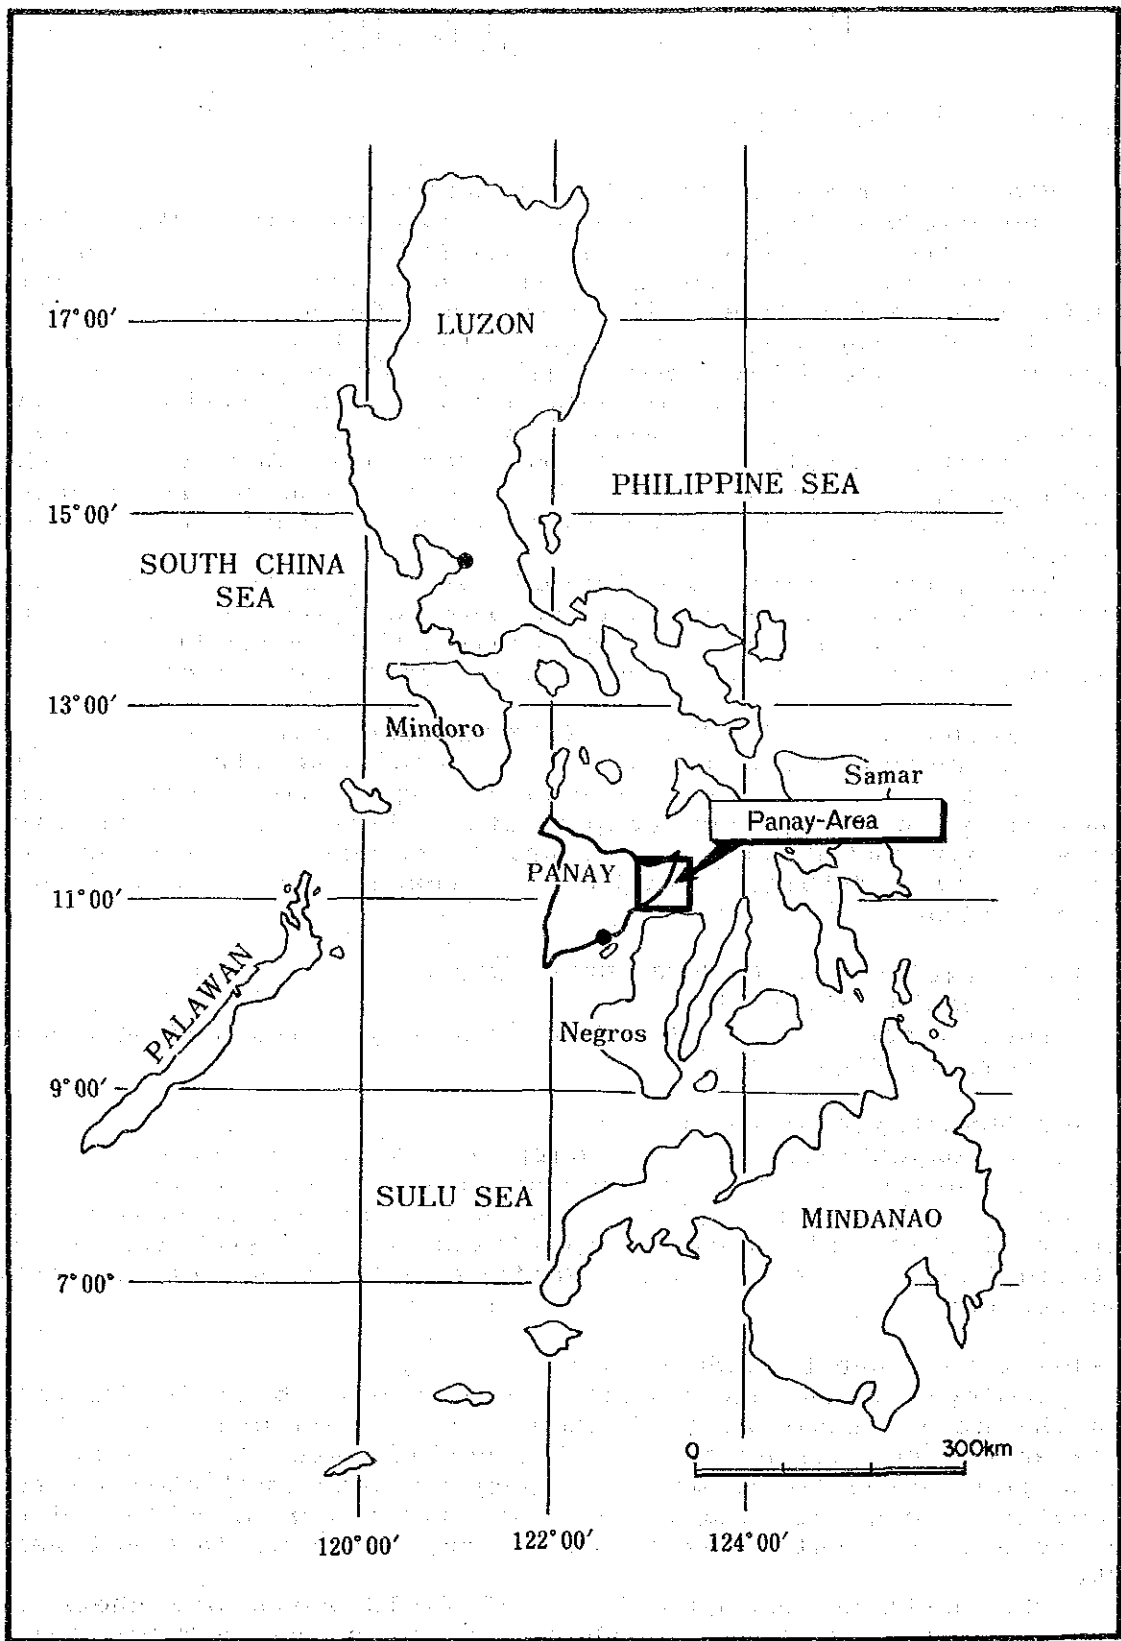 17°00′
LUZON
PHILIPPINE SEA
15°00′
SOUTH CHINA
SEA
13°00′
Mindoro
Samar
Panay-Area
PANAY
11°00′
PALAWAN
Negros
9°00′
SULU SEA
MINDANAO
7°00°
0 300km
120°00′ 122°00′ 124°00′